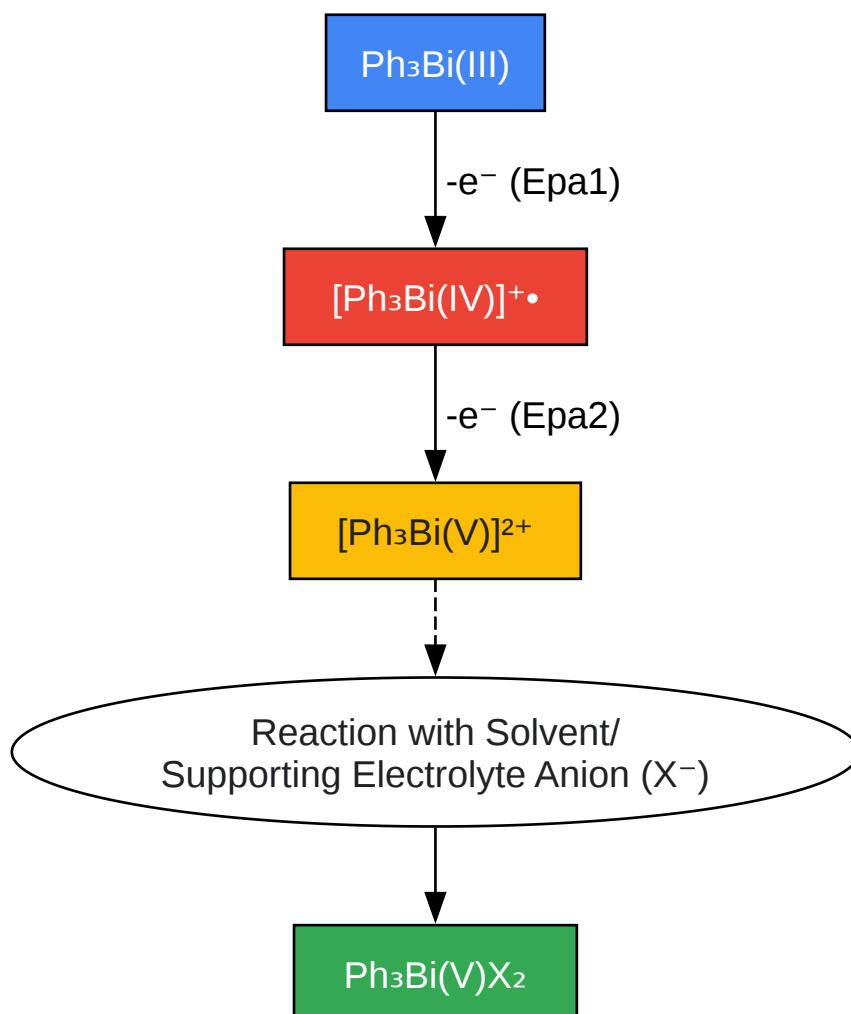 Ph₃Bi(III)
-e⁻ (Epa1)
[Ph₃Bi(IV)]⁺•
-e⁻ (Epa2)
[Ph₃Bi(V)]²⁺
Reaction with Solvent/
Supporting Electrolyte Anion (X⁻)
Ph₃Bi(V)X₂